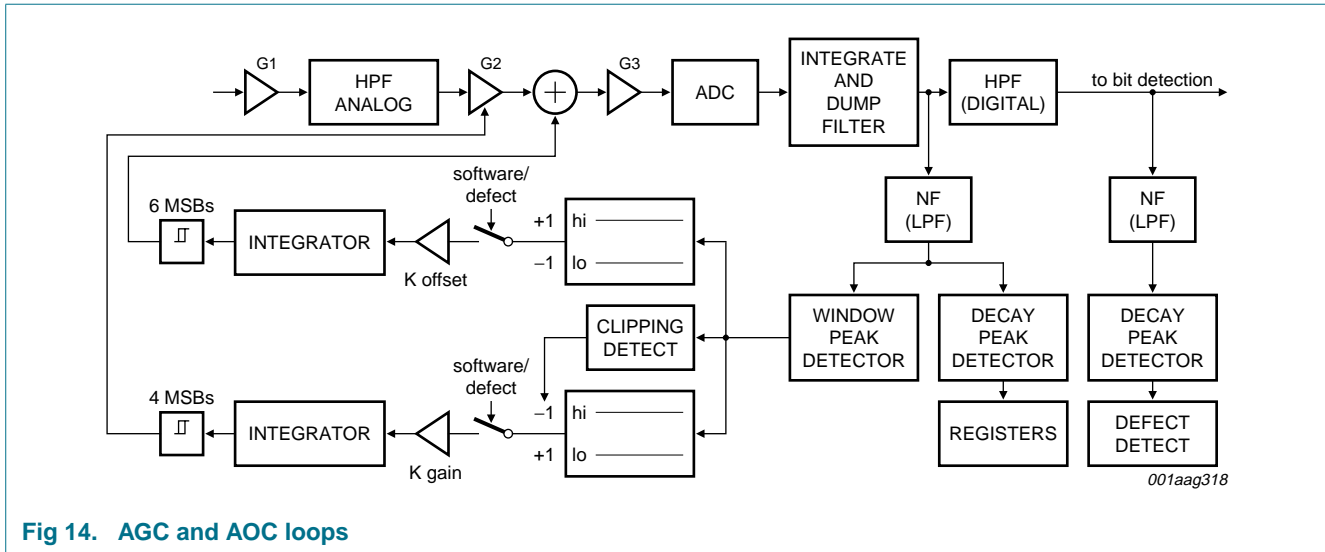 G1
HPF
ANALOG
G2
+
G3
ADC
INTEGRATE
AND
DUMP
FILTER
HPF
(DIGITAL)
to bit detection
NF
(LPF)
NF
(LPF)
6 MSBs
INTEGRATOR
K offset
software/
defect
+1
−1
hi
lo
CLIPPING
DETECT
WINDOW
PEAK
DETECTOR
DECAY
PEAK
DETECTOR
DECAY
PEAK
DETECTOR
4 MSBs
INTEGRATOR
K gain
software/
defect
−1
+1
hi
lo
REGISTERS
DEFECT
DETECT
001aag318
Fig 14. AGC and AOC loops